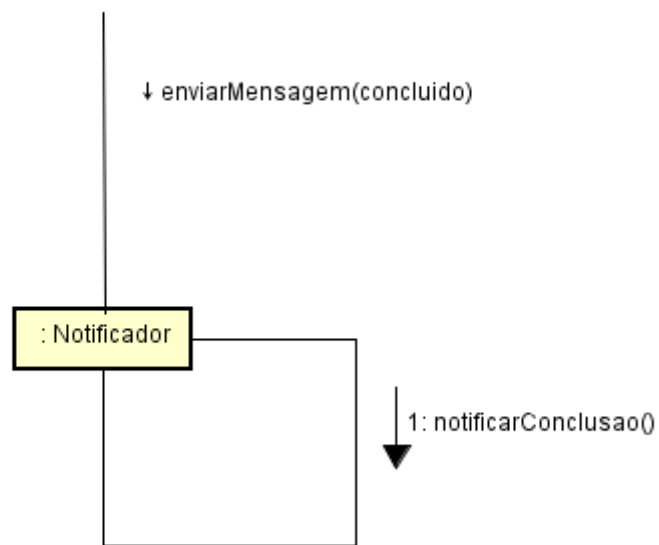 ↓ enviarMensagem(concluido)
: Notificador
1: notificarConclusao()